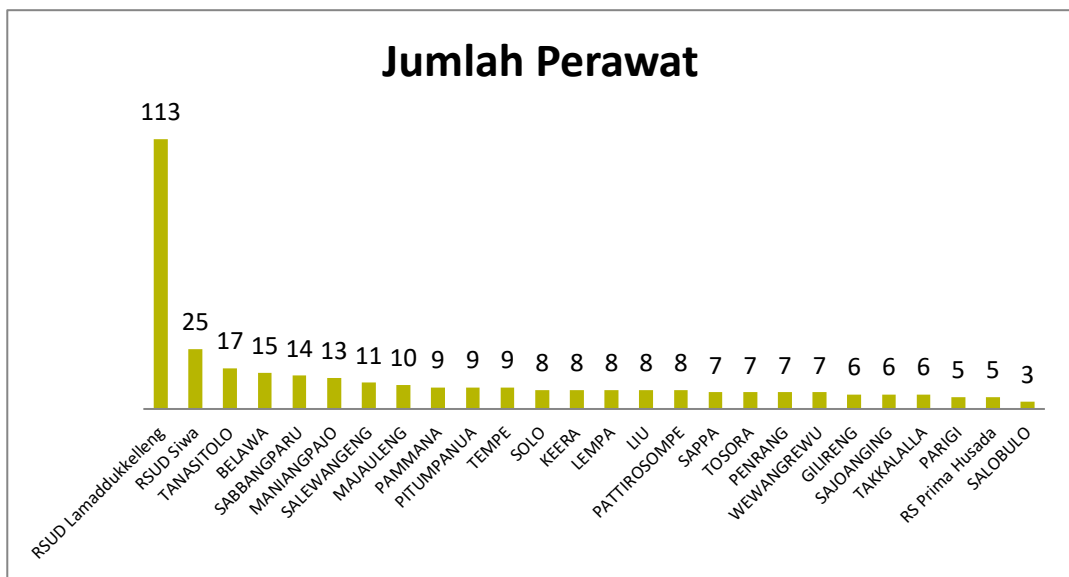 Jumlah Perawat
113
25
17
15
14
13
11
10
9
9
9
8
8
8
8
8
7
7
7
7
6
6
6
5
5
3
RSUD Lamaddukkelleng
RSUD Siwa
TANASITOLO
BELAWA
SABBANGPARU
MANIANGPAJO
SALEWANGENG
MAJAULENG
PAMMANA
PITUMPANUA
TEMPE
SOLO
KEERA
LEMPA
LIU
PATTIROSOMPE
SAPPA
TOSORA
PENRANG
WEWANGREWU
GILIRENG
SAJOANGING
TAKKALALLA
PARIGI
RS Prima Husada
SALOBULO